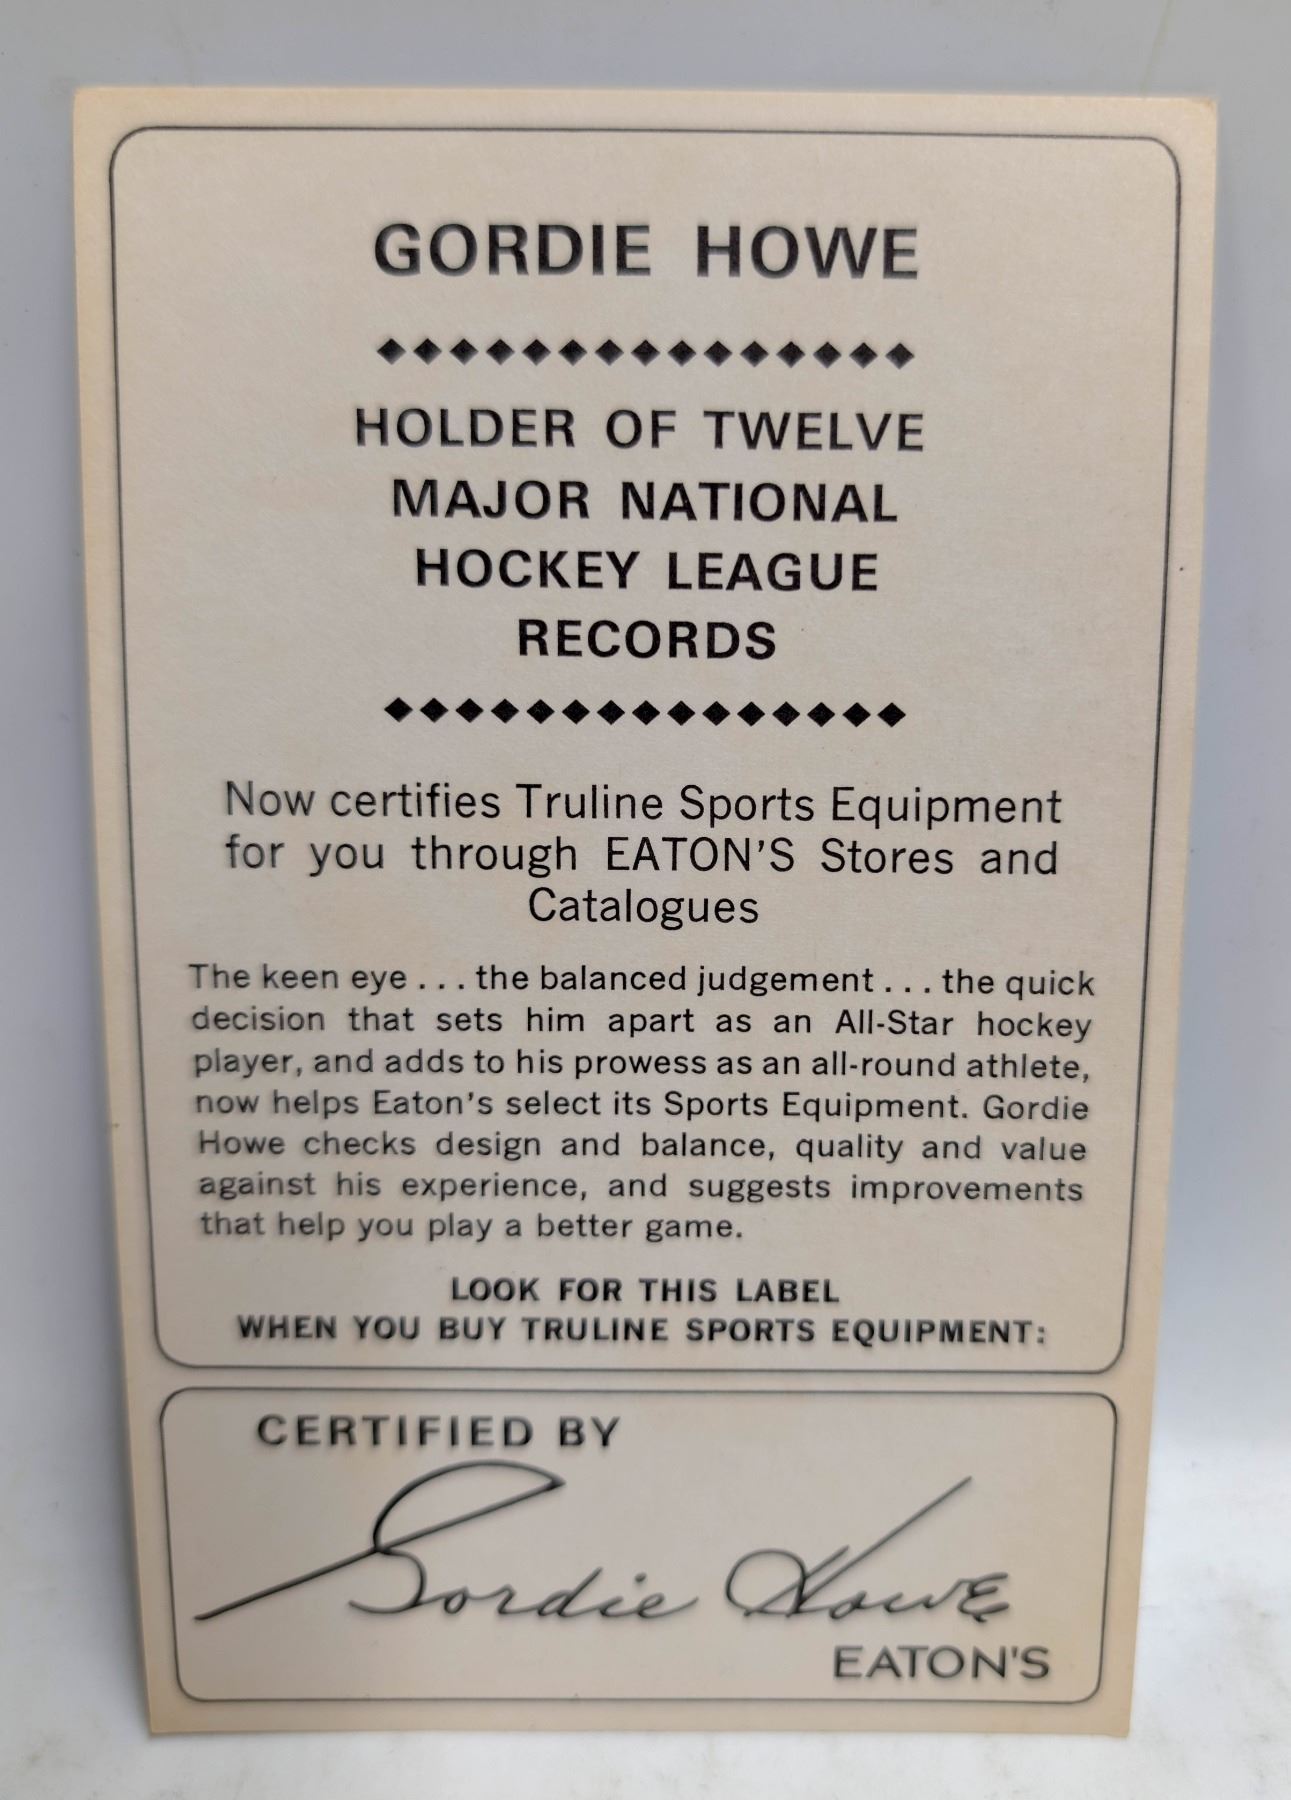 GORDIE HOWE
HOLDER OF TWELVE
MAJOR NATIONAL
HOCKEY LEAGUE
RECORDS
Now certifies Truline Sports Equipment
for you through EATON'S Stores and
Catalogues
The keen eye . . . the balanced judgement . . . the quick
decision that sets him apart as an All-Star hockey
player, and adds to his prowess as an all-round athlete,
now helps Eaton's select its Sports Equipment. Gordie
Howe checks design and balance, quality and value
against his experience, and suggests improvements
that help you play a better game.
LOOK FOR THIS LABEL
WHEN YOU BUY TRULINE SPORTS EQUIPMENT:
CERTIFIED BY
Gordie Howe
EATON'S